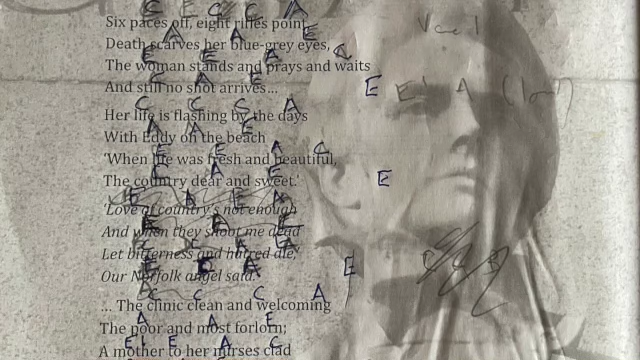 C E C C A
Six paces off, eight rifles point,
A A E
Death scarves her blue-grey eyes,
E E A C
The woman stands and prays and waits
C A E
And still no shot arrives... E
C C C A
Her life is flashing by the days
A A E
With Eddy on the beach
E E A C
'When life was fresh and beautiful,
E A E
The country dear and sweet.' E
'Love of country's not enough
And when they shoot me dead
Let bitterness and hatred die,'
Our Norfolk angel said. E
C C C A
... The clinic clean and welcoming
A A E
The poor and most forlorn;
E E A C
A mother to her nurses clad